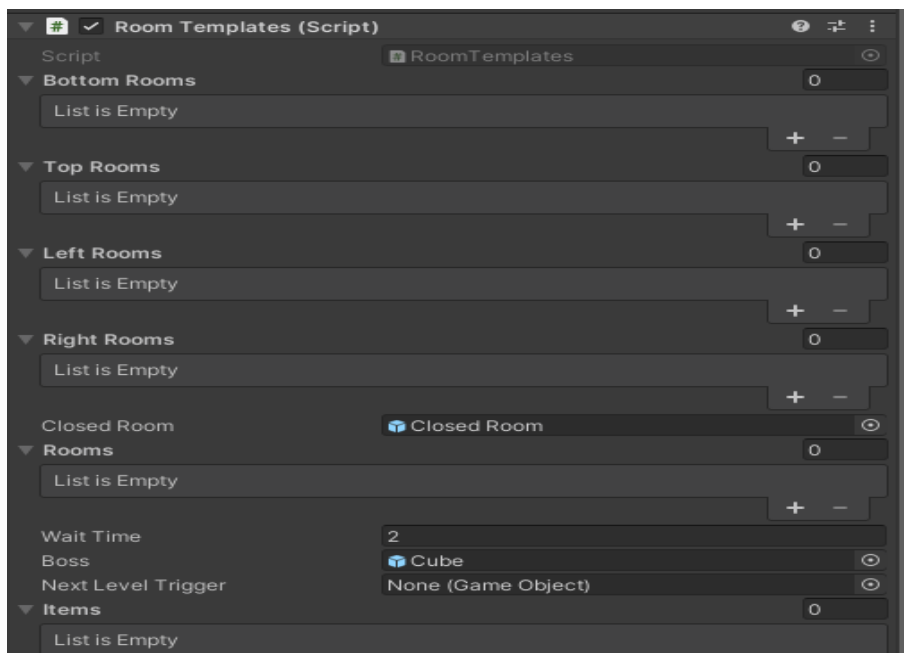 Room Templates (Script)
Script RoomTemplates
Bottom Rooms 0
List is Empty
+ −
Top Rooms 0
List is Empty
+ −
Left Rooms 0
List is Empty
+ −
Right Rooms 0
List is Empty
+ −
Closed Room Closed Room
Rooms 0
List is Empty
+ −
Wait Time 2
Boss Cube
Next Level Trigger None (Game Object)
Items 0
List is Empty